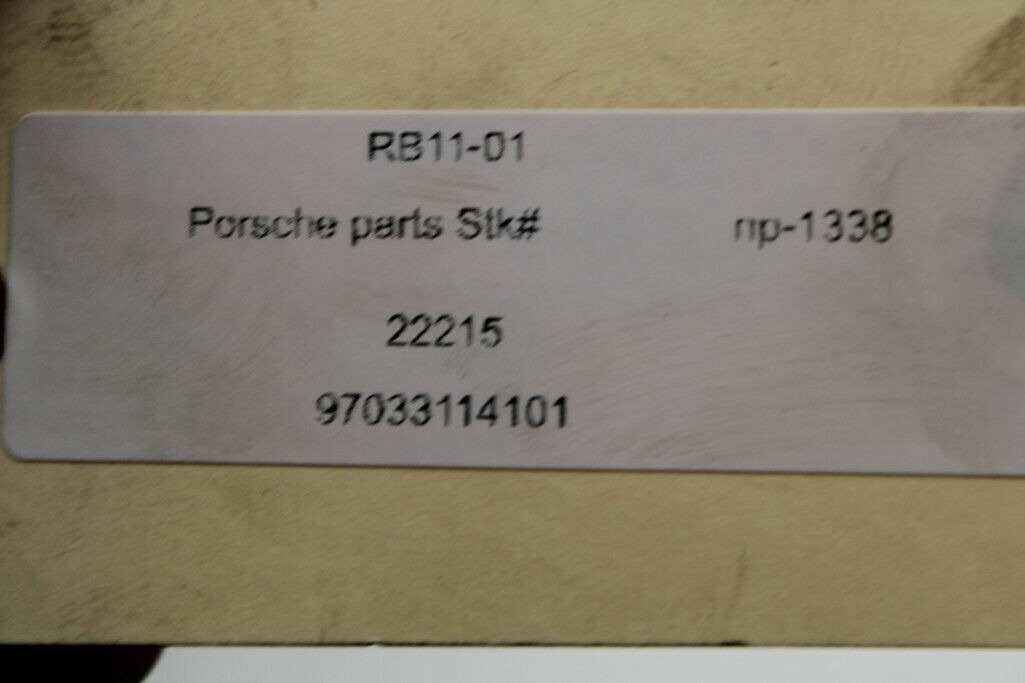 RB11-01
Porsche parts Stk# np-1338
22215
97033114101